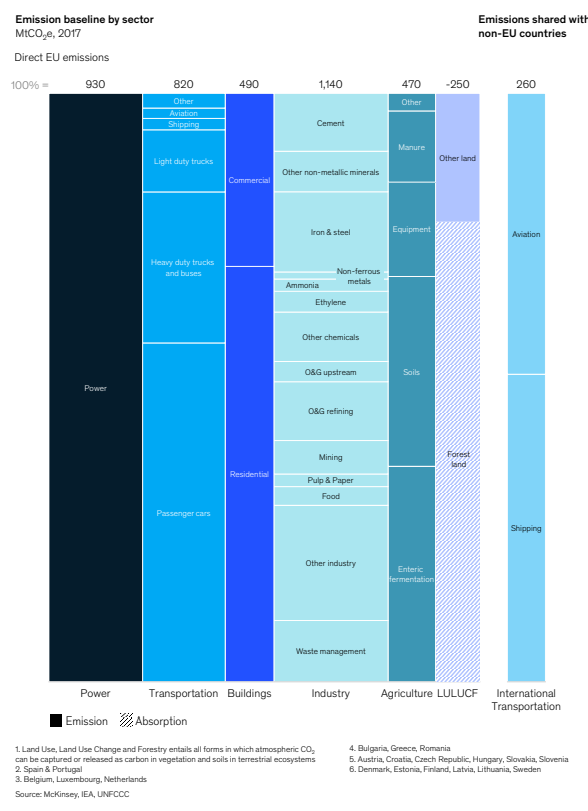 Emission baseline by sector
MtCO2e, 2017
Emissions shared with
non-EU countries
Direct EU emissions
100% = 930 820 490 1,140 470 -250 260
Power
Other
Aviation
Shipping
Light duty trucks
Heavy duty trucks
and buses
Passenger cars
Commercial
Residential
Cement
Other non-metallic minerals
Iron & steel
Non-ferrous
metals
Ammonia
Ethylene
Other chemicals
O&G upstream
O&G refining
Mining
Pulp & Paper
Food
Other industry
Waste management
Other
Manure
Equipment
Soils
Enteric
fermentation
Other land
Forest
land
Aviation
Shipping
Power Transportation Buildings Industry Agriculture LULUCF International
Transportation
Emission Absorption
1. Land Use, Land Use Change and Forestry entails all forms in which atmospheric CO2
can be captured or released as carbon in vegetation and soils in terrestrial ecosystems
2. Spain & Portugal
3. Belgium, Luxembourg, Netherlands
4. Bulgaria, Greece, Romania
5. Austria, Croatia, Czech Republic, Hungary, Slovakia, Slovenia
6. Denmark, Estonia, Finland, Latvia, Lithuania, Sweden
Source: McKinsey, IEA, UNFCCC